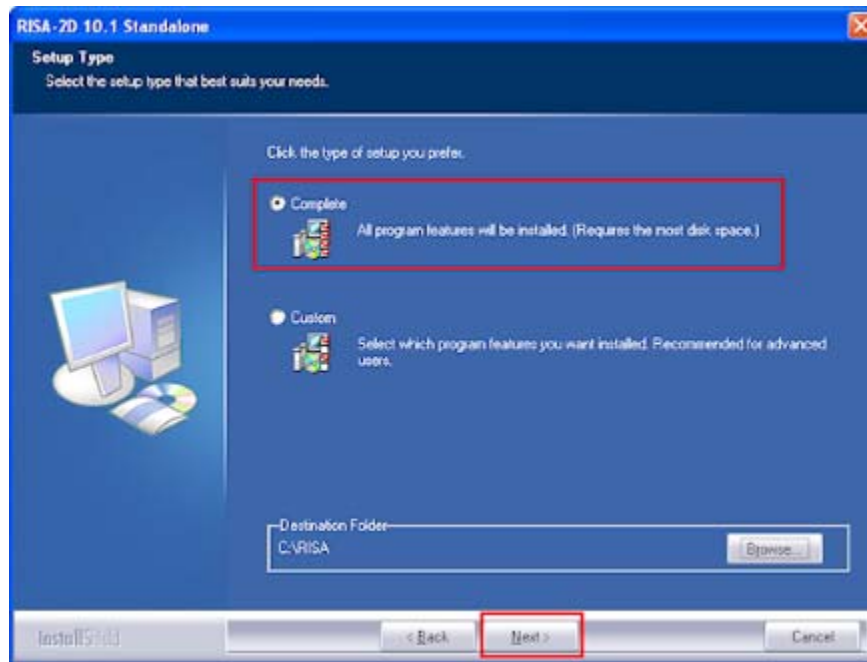 RISA-2D 10.1 Standalone
Setup Type
Select the setup type that best suits your needs.
Click the type of setup you prefer.
Complete
All program features will be installed. (Requires the most disk space.)
Custom
Select which program features you want installed. Recommended for advanced
users.
Destination Folder
C:\RISA
Browse...
InstallShield
< Back
Next >
Cancel